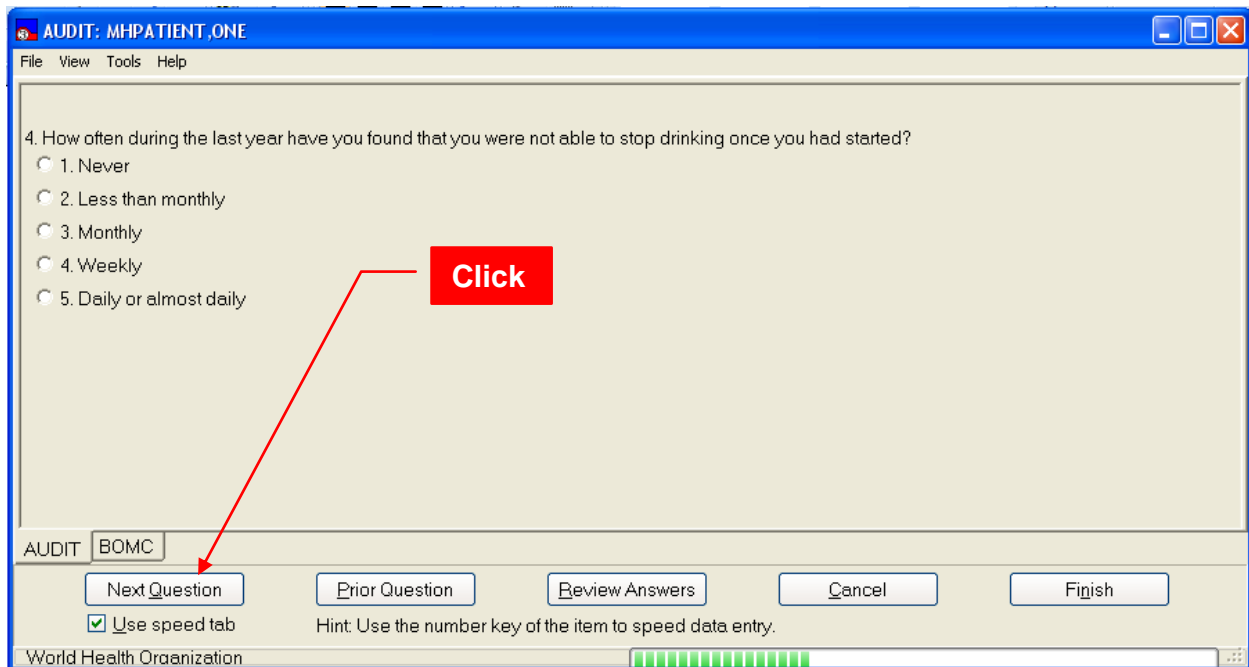 AUDIT: MHPATIENT,ONE
File View Tools Help
4. How often during the last year have you found that you were not able to stop drinking once you had started?
1. Never
2. Less than monthly
3. Monthly
4. Weekly
5. Daily or almost daily
Click
AUDIT BOMC
Next Question Prior Question Review Answers Cancel Finish
Use speed tab Hint: Use the number key of the item to speed data entry.
World Health Organization